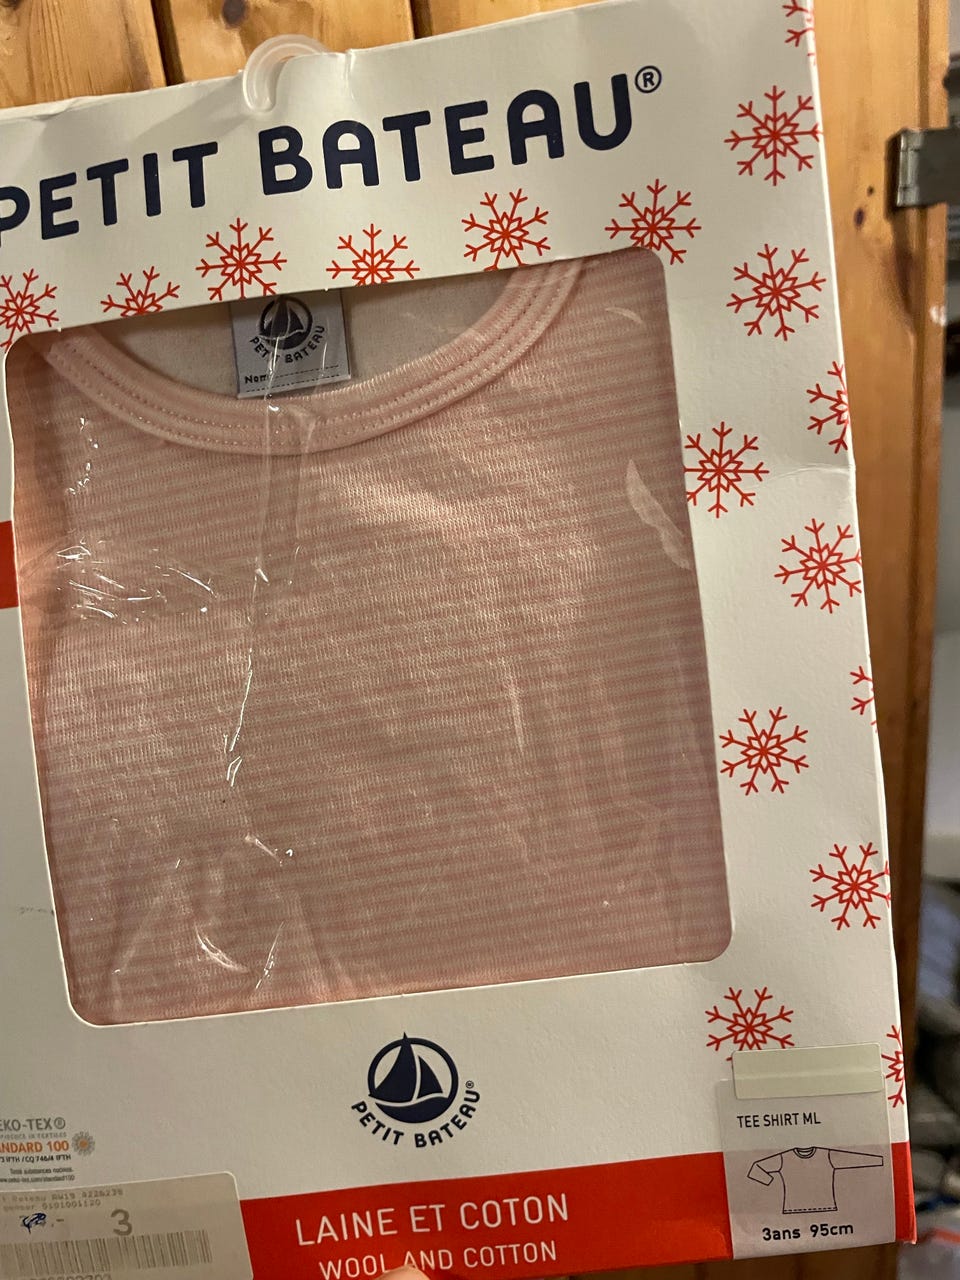 PETIT BATEAU®
PETIT BATEAU
Nom
PETIT BATEAU®
TEE SHIRT ML
3ans 95cm
EKO-TEX®
NDARD 100
LAINE ET COTON
WOOL AND COTTON
3